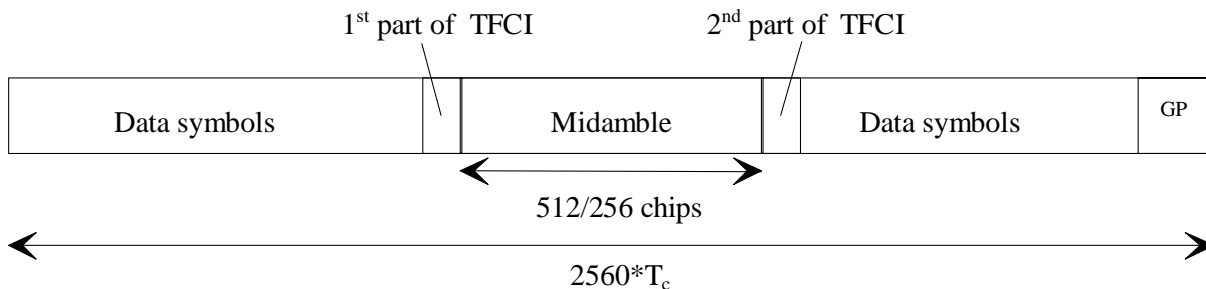 1st part of TFCI
2nd part of TFCI
Data symbols
Midamble
Data symbols
GP
512/256 chips
2560*Tc